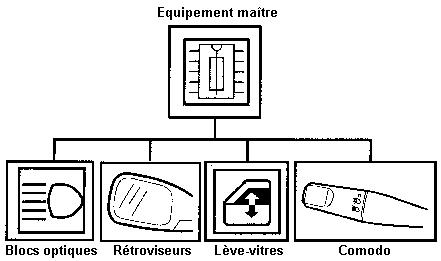 Equipement maître
Blocs optiques
Rétroviseurs
Lève-vitres
Comodo